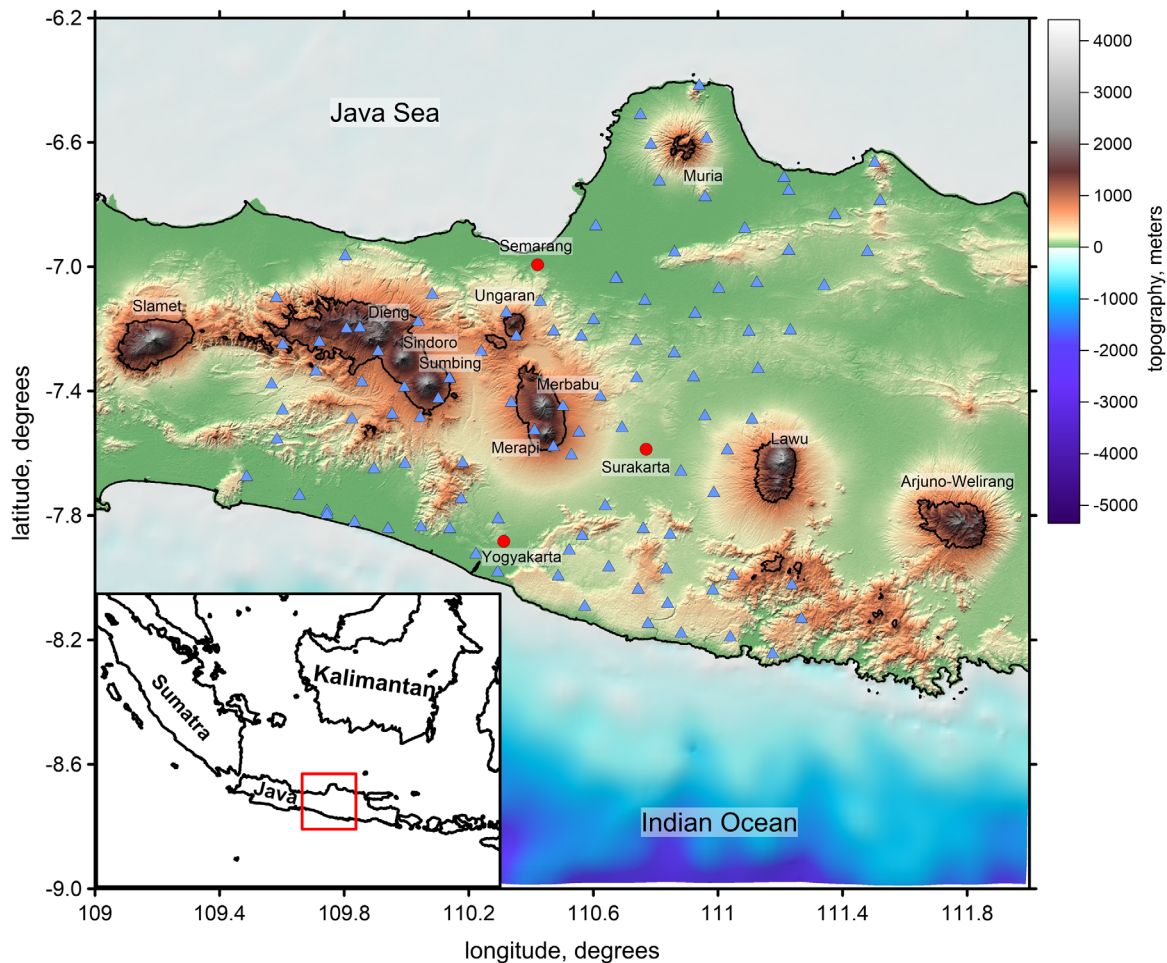 -6.2
-6.6
-7.0
-7.4
-7.8
-8.2
-8.6
-9.0
latitude, degrees
109
109.4
109.8
110.2
110.6
111
111.4
111.8
longitude, degrees
Java Sea
Muria
Semarang
Slamet
Dieng
Ungaran
Sindoro
Sumbing
Merbabu
Merapi
Surakarta
Lawu
Arjuno-Welirang
Yogyakarta
Indian Ocean
Kalimantan
Sumatra
Java
4000
3000
2000
1000
0
-1000
-2000
-3000
-4000
-5000
topography, meters